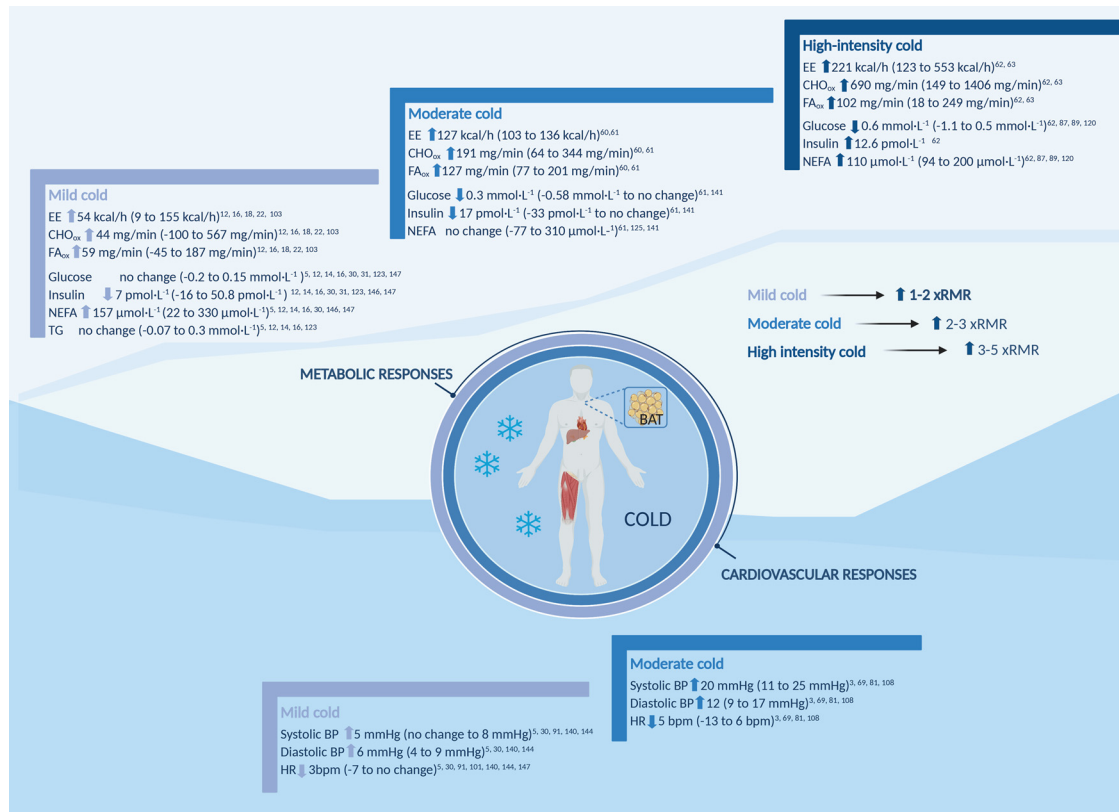 High-intensity cold
EE ⬆221 kcal/h (123 to 553 kcal/h)62, 63
CHOox ⬆690 mg/min (149 to 1406 mg/min)62, 63
FAox ⬆102 mg/min (18 to 249 mg/min)62, 63
Glucose ⬇0.6 mmol·L-1 (-1.1 to 0.5 mmol·L-1)62, 87, 89, 120
Insulin ⬆12.6 pmol·L-1 62
NEFA ⬆110 µmol·L-1 (94 to 200 µmol·L-1)62, 87, 89, 120
Moderate cold
EE ⬆127 kcal/h (103 to 136 kcal/h)60,61
CHOox ⬆191 mg/min (64 to 344 mg/min)60, 61
FAox ⬆127 mg/min (77 to 201 mg/min)60, 61
Glucose ⬇0.3 mmol·L-1 (-0.58 mmol·L-1 to no change)61, 141
Insulin ⬇17 pmol·L-1 (-33 pmol·L-1 to no change)61, 141
NEFA no change (-77 to 310 µmol·L-1)61, 125, 141
Mild cold
EE ⬆54 kcal/h (9 to 155 kcal/h)12, 16, 18, 22, 103
CHOox ⬆44 mg/min (-100 to 567 mg/min)12, 16, 18, 22, 103
FAox ⬆59 mg/min (-45 to 187 mg/min)12, 16, 18, 22, 103
Glucose no change (-0.2 to 0.15 mmol·L-1 )5, 12, 14, 16, 30, 31, 123, 147
Insulin ⬇7 pmol·L-1 (-16 to 50.8 pmol·L-1) 12, 14, 16, 30, 31, 123, 146, 147
NEFA ⬆157 µmol·L-1 (22 to 330 µmol·L-1)5, 12, 14, 16, 30, 146, 147
TG no change (-0.07 to 0.3 mmol·L-1)5, 12, 14, 16, 123
Mild cold ⟶ ⬆1-2 xRMR
Moderate cold ⟶ ⬆2-3 xRMR
High intensity cold ⟶ ⬆3-5 xRMR
METABOLIC RESPONSES
BAT
COLD
CARDIOVASCULAR RESPONSES
Moderate cold
Systolic BP ⬆20 mmHg (11 to 25 mmHg)3, 69, 81, 108
Diastolic BP ⬆12 (9 to 17 mmHg)3, 69, 81, 108
HR ⬇5 bpm (-13 to 6 bpm)3, 69, 81, 108
Mild cold
Systolic BP ⬆5 mmHg (no change to 8 mmHg)5, 30, 91, 140, 144
Diastolic BP ⬆6 mmHg (4 to 9 mmHg)5, 30, 140, 144
HR ⬇3bpm (-7 to no change)5, 30, 91, 101, 140, 144, 147